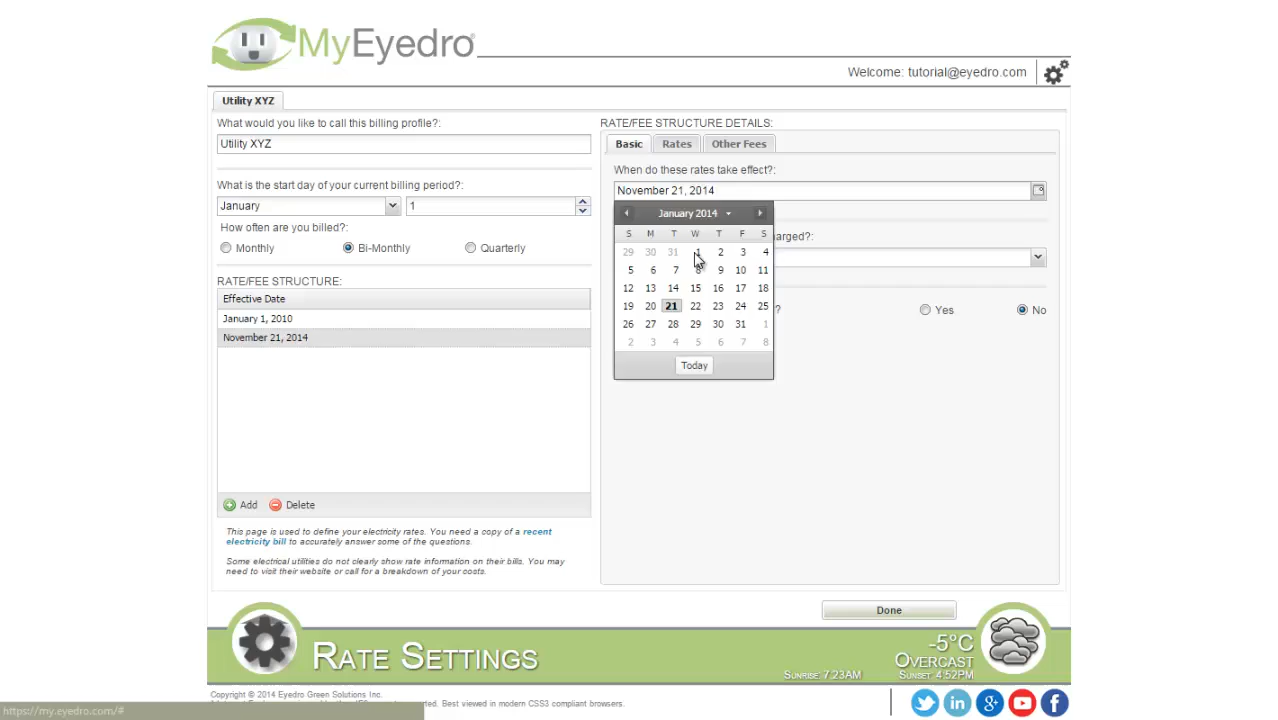 MyEyedro
Welcome: tutorial@eyedro.com
Utility XYZ
What would you like to call this billing profile?:
Utility XYZ
What is the start day of your current billing period?:
January 1
How often are you billed?:
Monthly Bi-Monthly Quarterly
RATE/FEE STRUCTURE:
Effective Date
January 1, 2010
November 21, 2014
Add Delete
This page is used to define your electricity rates. You need a copy of a recent
electricity bill to accurately answer some of the questions.
Some electrical utilities do not clearly show rate information on their bills. You may
need to visit their website or call for a breakdown of your costs.
RATE/FEE STRUCTURE DETAILS:
Basic Rates Other Fees
When do these rates take effect?:
November 21, 2014
January 2014
S M T W T F S
29 30 31 1 2 3 4
5 6 7 8 9 10 11
12 13 14 15 16 17 18
19 20 21 22 23 24 25
26 27 28 29 30 31 1
2 3 4 5 6 7 8
Today
arged?:
? Yes No
Done
RATE SETTINGS
-5°C
OVERCAST
SUNRISE: 7:23AM SUNSET: 4:52PM
Copyright © 2014 Eyedro Green Solutions Inc.
Best viewed in modern CSS3 compliant browsers.
https://my.eyedro.com/#